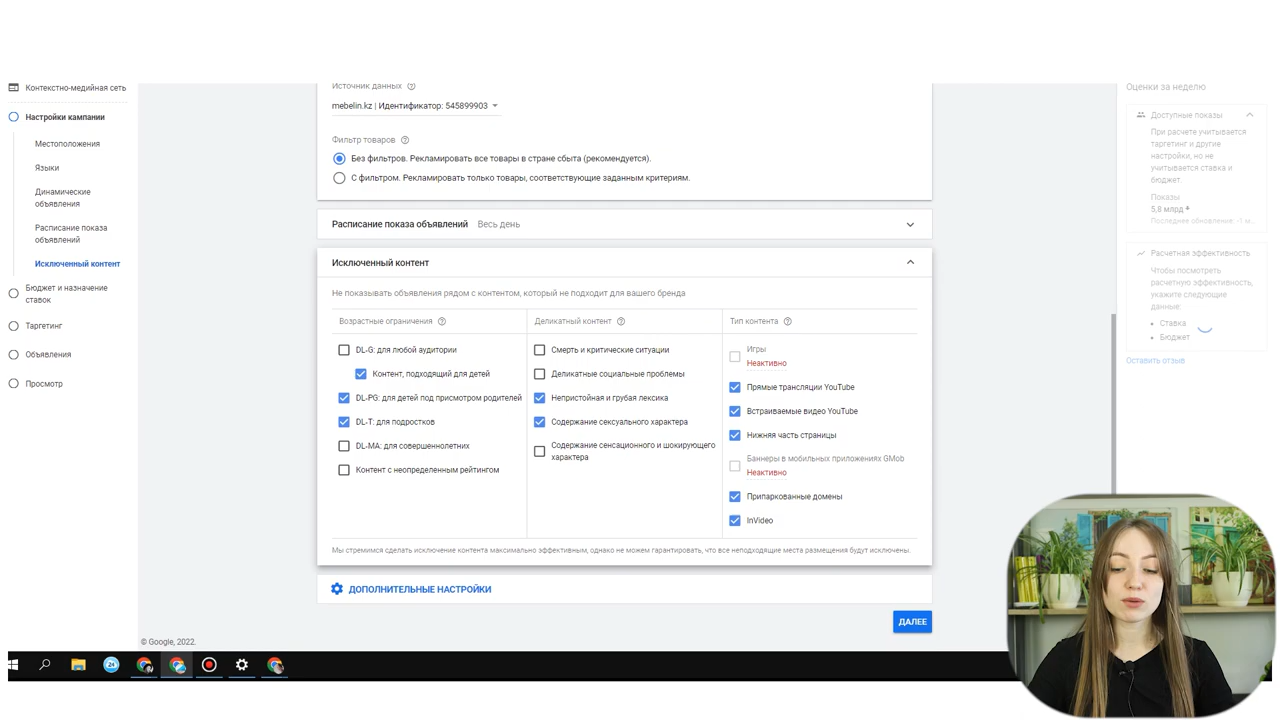 Контекстно-медийная сеть
Настройки кампании
Местоположения
Языки
Динамические
объявления
Расписание показа
объявлений
Исключенный контент
Бюджет и назначение
ставок
Таргетинг
Объявления
Просмотр
Источник данных
mebelin.kz | Идентификатор: 545899903
Фильтр товаров
Без фильтров. Рекламировать все товары в стране сбыта (рекомендуется).
С фильтром. Рекламировать только товары, соответствующие заданным критериям.
Расписание показа объявлений Весь день
Исключенный контент
Не показывать объявления рядом с контентом, который не подходит для вашего бренда
Возрастные ограничения
DL-G: для любой аудитории
Контент, подходящий для детей
DL-PG: для детей под присмотром родителей
DL-T: для подростков
DL-MA: для совершеннолетних
Контент с неопределенным рейтингом
Деликатный контент
Смерть и критические ситуации
Деликатные социальные проблемы
Непристойная и грубая лексика
Содержание сексуального характера
Содержание сенсационного и шокирующего
характера
Тип контента
Игры
Неактивно
Прямые трансляции YouTube
Встраиваемые видео YouTube
Нижняя часть страницы
Баннеры в мобильных приложениях GMob
Неактивно
Припаркованные домены
InVideo
Мы стремимся сделать исключение контента максимально эффективным, однако не можем гарантировать, что все неподходящие места размещения будут исключены.
ДОПОЛНИТЕЛЬНЫЕ НАСТРОЙКИ
ДАЛЕЕ
© Google, 2022.
Оценки за неделю
Доступные показы
При расчете учитывается
таргетинг и другие
настройки, но не
учитывается ставка и
бюджет.
Показы
5,8 млрд
Последнее обновление: -1 м...
Расчетная эффективность
Чтобы посмотреть
расчетную эффективность,
укажите следующие
данные:
Ставка
Бюджет
Оставить отзыв
24